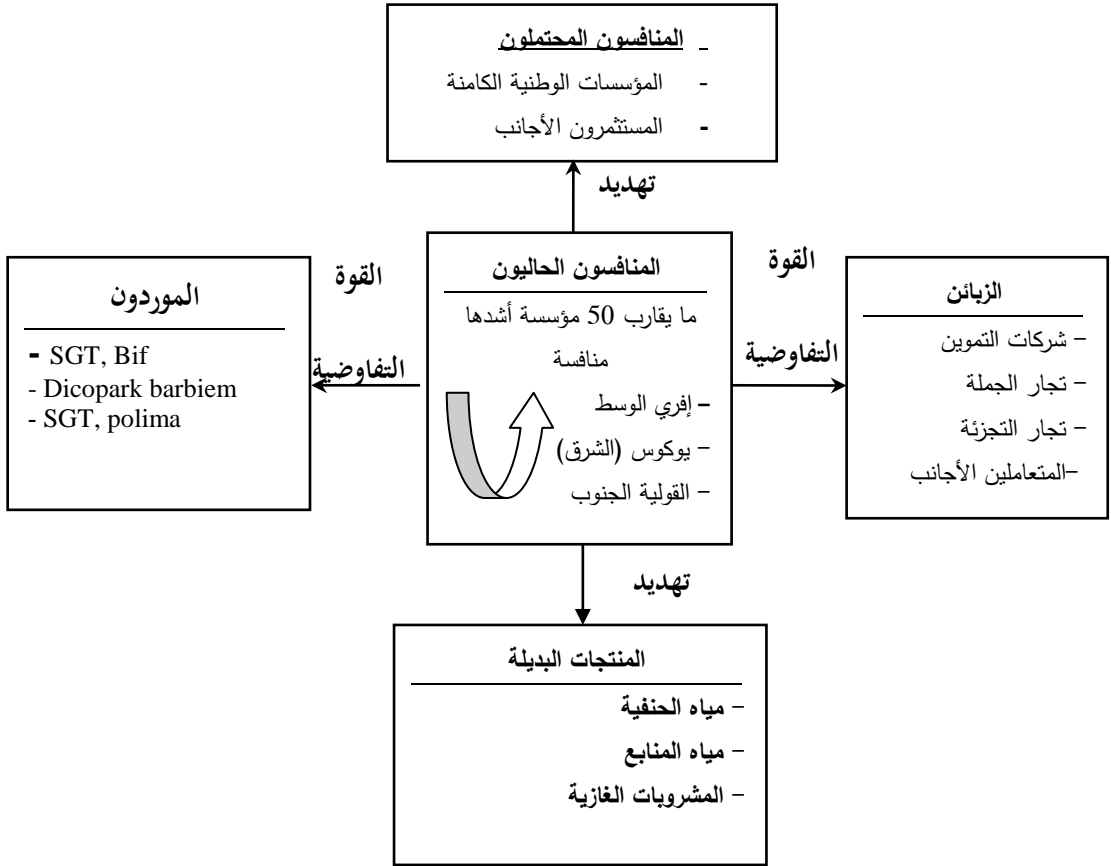 المنافسون المحتملون
- المؤسسات الوطنية الكامنة
- المستثمرون الأجانب
تهديد
القوة
التفاوضية
الزبائن
– شركات التموين
– تجار الجملة
– تجار التجزئة
–المتعاملين الأجانب
المنافسون الحاليون
ما يقارب 50 مؤسسة أشدها
منافسة
– إفري الوسط
– يوكوس (الشرق)
– القولية الجنوب
القوة
التفاوضية
الموردون
- SGT, Bif
- Dicopark barbiem
- SGT, polima
تهديد
المنتجات البديلة
– مياه الحنفية
– مياه المنابع
– المشروبات الغازية